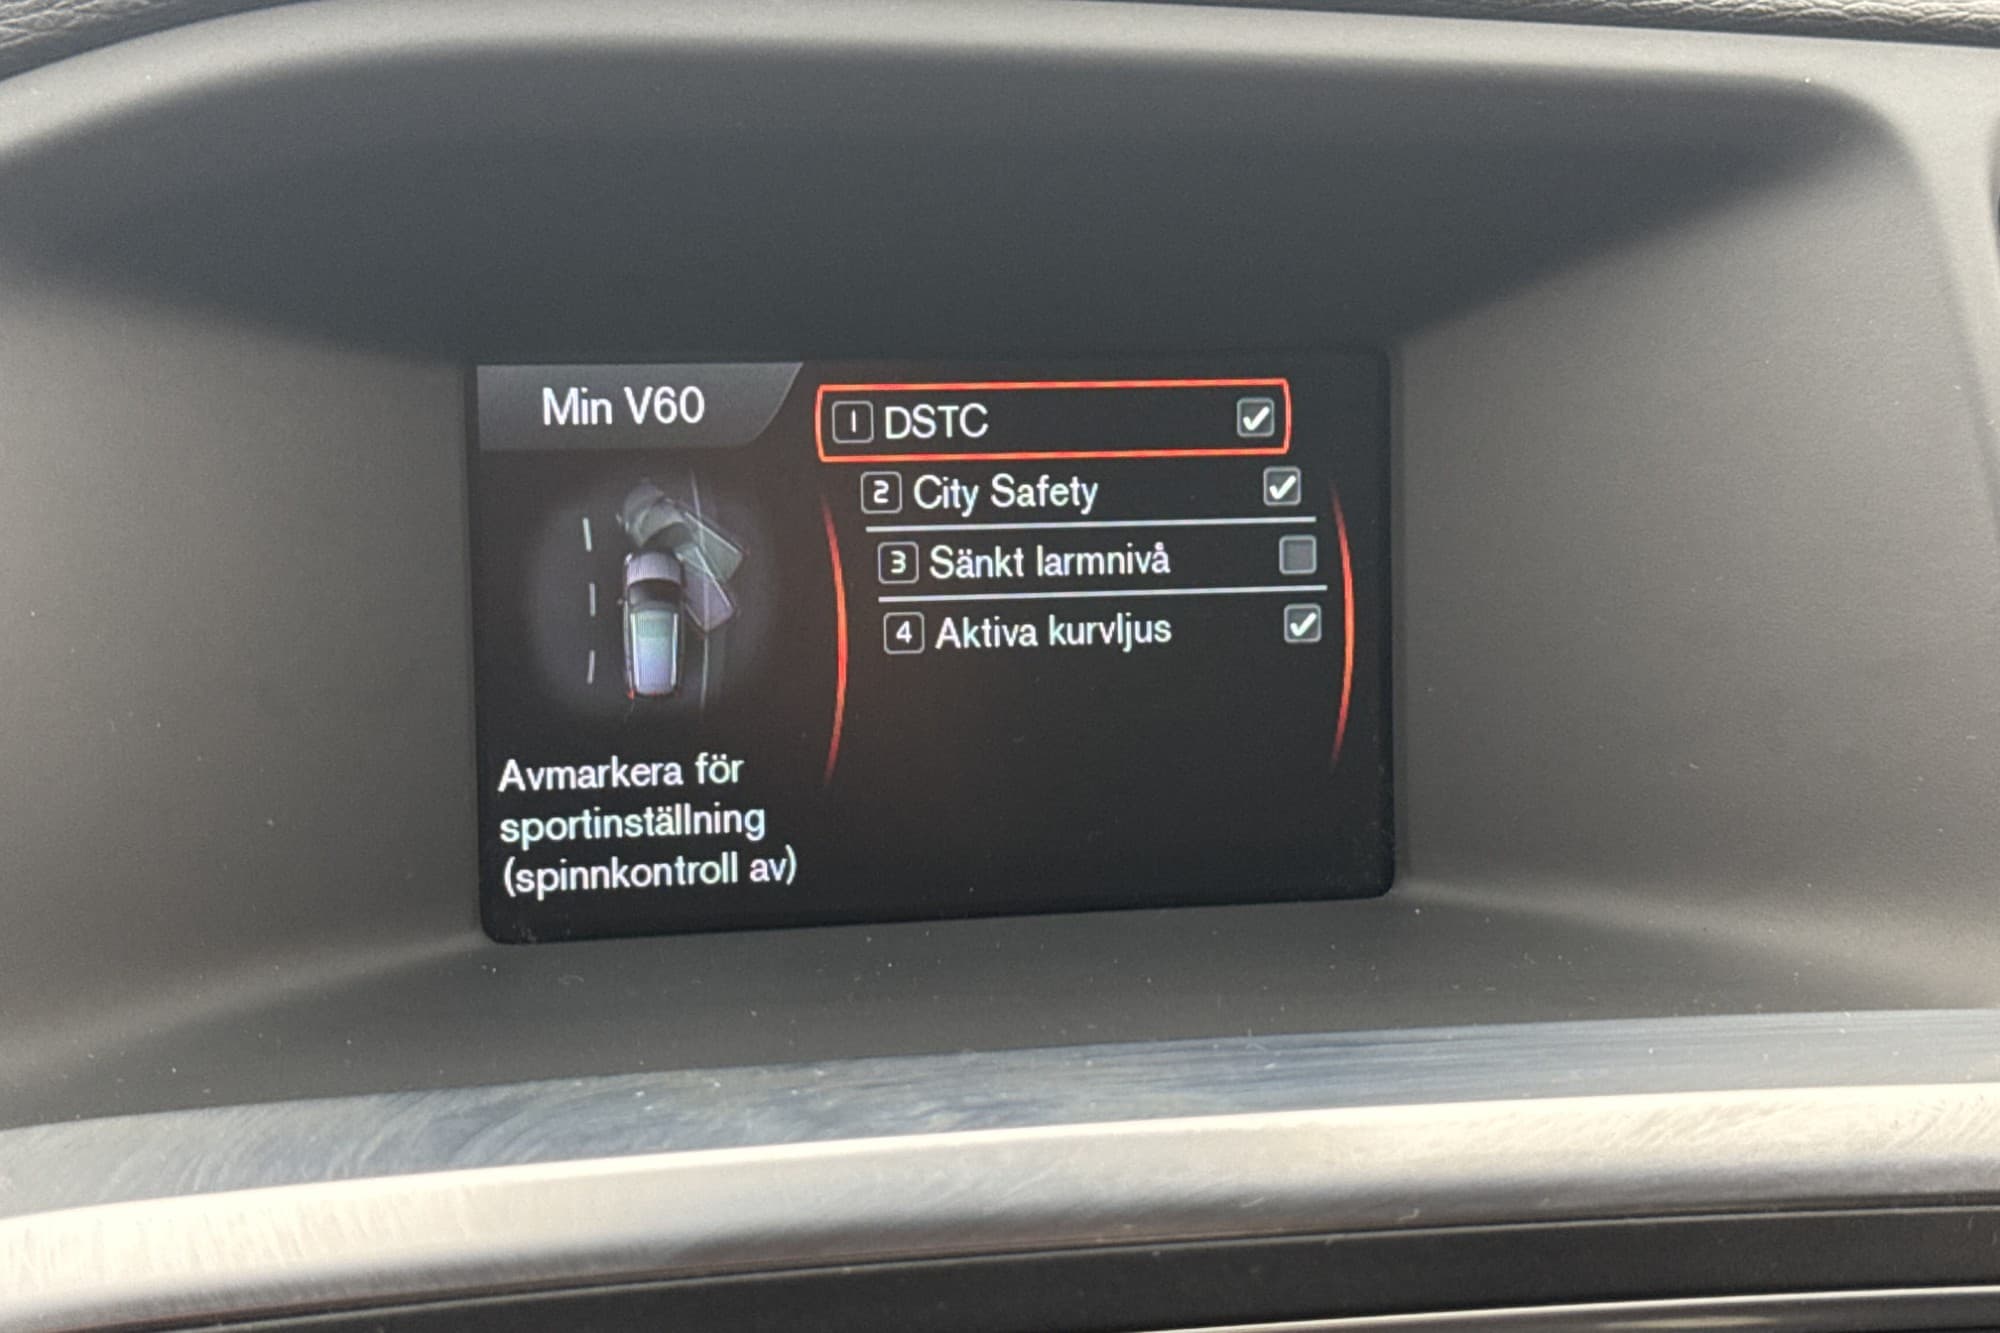 Min V60
1 DSTC
2 City Safety
3 Sänkt larmnivå
4 Aktiva kurvljus
Avmarkera för
sportinställning
(spinnkontroll av)